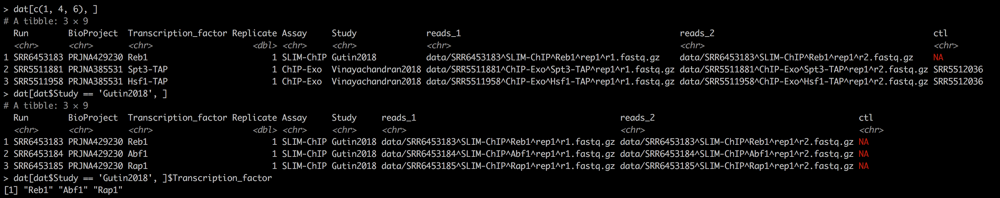 > dat[c(1, 4, 6), ]
# A tibble: 3 × 9
  Run        BioProject  Transcription_factor Replicate Assay     Study             reads_1                                            reads_2                                            ctl
  <chr>      <chr>       <chr>                    <dbl> <chr>     <chr>             <chr>                                              <chr>                                              <chr>
1 SRR6453183 PRJNA429230 Reb1                         1 SLIM-ChIP Gutin2018         data/SRR6453183^SLIM-ChIP^Reb1^rep1^r1.fastq.gz    data/SRR6453183^SLIM-ChIP^Reb1^rep1^r2.fastq.gz    NA
2 SRR5511881 PRJNA385531 Spt3-TAP                     1 ChIP-Exo  Vinayachandran2018 data/SRR5511881^ChIP-Exo^Spt3-TAP^rep1^r1.fastq.gz data/SRR5511881^ChIP-Exo^Spt3-TAP^rep1^r2.fastq.gz SRR5512036
3 SRR5511958 PRJNA385531 Hsf1-TAP                     1 ChIP-Exo  Vinayachandran2018 data/SRR5511958^ChIP-Exo^Hsf1-TAP^rep1^r1.fastq.gz data/SRR5511958^ChIP-Exo^Hsf1-TAP^rep1^r2.fastq.gz SRR5512036
> dat[dat$Study == 'Gutin2018', ]
# A tibble: 3 × 9
  Run        BioProject  Transcription_factor Replicate Assay     Study     reads_1                                         reads_2                                         ctl
  <chr>      <chr>       <chr>                    <dbl> <chr>     <chr>     <chr>                                           <chr>                                           <chr>
1 SRR6453183 PRJNA429230 Reb1                         1 SLIM-ChIP Gutin2018 data/SRR6453183^SLIM-ChIP^Reb1^rep1^r1.fastq.gz data/SRR6453183^SLIM-ChIP^Reb1^rep1^r2.fastq.gz NA
2 SRR6453184 PRJNA429230 Abf1                         1 SLIM-ChIP Gutin2018 data/SRR6453184^SLIM-ChIP^Abf1^rep1^r1.fastq.gz data/SRR6453184^SLIM-ChIP^Abf1^rep1^r2.fastq.gz NA
3 SRR6453185 PRJNA429230 Rap1                         1 SLIM-ChIP Gutin2018 data/SRR6453185^SLIM-ChIP^Rap1^rep1^r1.fastq.gz data/SRR6453185^SLIM-ChIP^Rap1^rep1^r2.fastq.gz NA
> dat[dat$Study == 'Gutin2018', ]$Transcription_factor
[1] "Reb1" "Abf1" "Rap1"